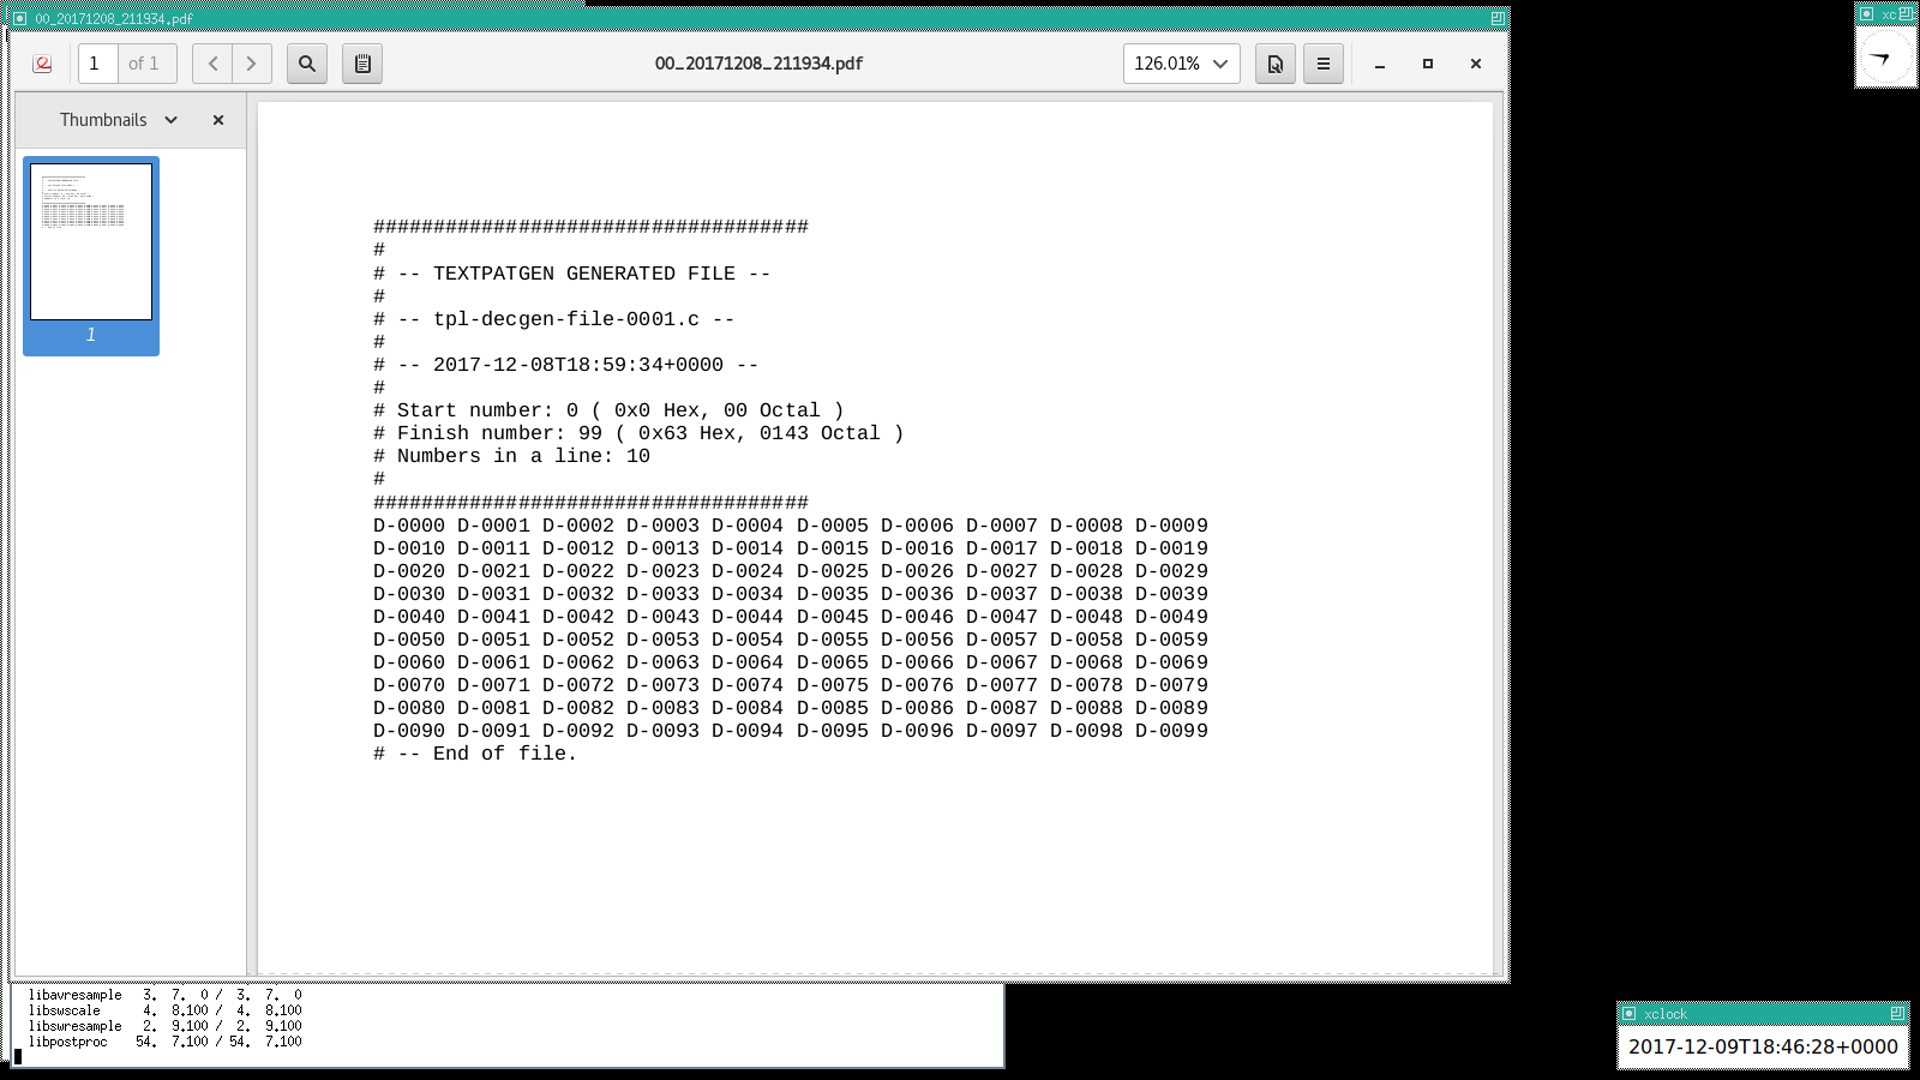 00_20171208_211934.pdf
xc
1 of 1
00_20171208_211934.pdf
126.01%
Thumbnails
1
####################################
#
# -- TEXTPATGEN GENERATED FILE --
#
# -- tpl-decgen-file-0001.c --
#
# -- 2017-12-08T18:59:34+0000 --
#
# Start number: 0 ( 0x0 Hex, 00 Octal )
# Finish number: 99 ( 0x63 Hex, 0143 Octal )
# Numbers in a line: 10
#
####################################
D-0000 D-0001 D-0002 D-0003 D-0004 D-0005 D-0006 D-0007 D-0008 D-0009
D-0010 D-0011 D-0012 D-0013 D-0014 D-0015 D-0016 D-0017 D-0018 D-0019
D-0020 D-0021 D-0022 D-0023 D-0024 D-0025 D-0026 D-0027 D-0028 D-0029
D-0030 D-0031 D-0032 D-0033 D-0034 D-0035 D-0036 D-0037 D-0038 D-0039
D-0040 D-0041 D-0042 D-0043 D-0044 D-0045 D-0046 D-0047 D-0048 D-0049
D-0050 D-0051 D-0052 D-0053 D-0054 D-0055 D-0056 D-0057 D-0058 D-0059
D-0060 D-0061 D-0062 D-0063 D-0064 D-0065 D-0066 D-0067 D-0068 D-0069
D-0070 D-0071 D-0072 D-0073 D-0074 D-0075 D-0076 D-0077 D-0078 D-0079
D-0080 D-0081 D-0082 D-0083 D-0084 D-0085 D-0086 D-0087 D-0088 D-0089
D-0090 D-0091 D-0092 D-0093 D-0094 D-0095 D-0096 D-0097 D-0098 D-0099
# -- End of file.
libavresample 3. 7. 0 / 3. 7. 0
libswscale 4. 8.100 / 4. 8.100
libswresample 2. 9.100 / 2. 9.100
libpostproc 54. 7.100 / 54. 7.100
xclock
2017-12-09T18:46:28+0000